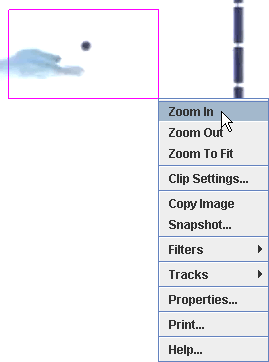 Zoom In
Zoom Out
Zoom To Fit
Clip Settings...
Copy Image
Snapshot...
Filters
Tracks
Properties...
Print...
Help...